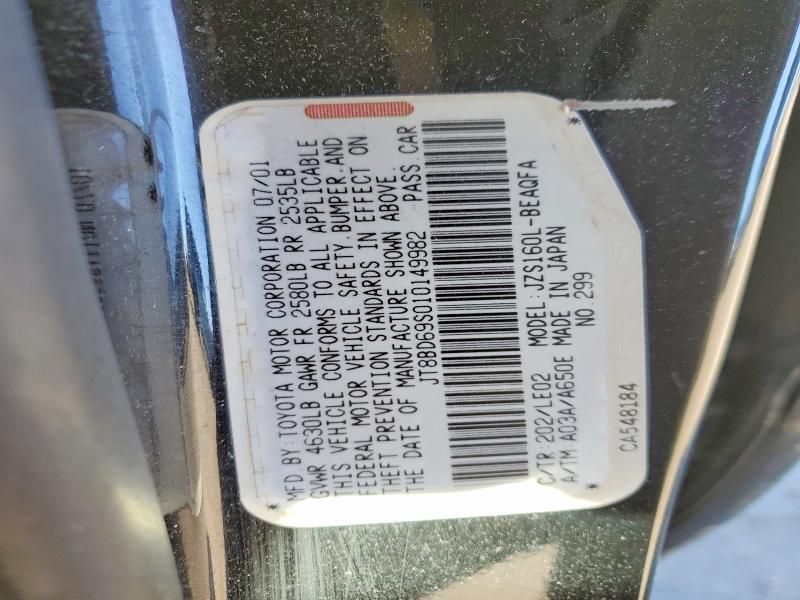 MFD.BY:TOYOTA MOTOR CORPORATION 07/01
GVWR 4630LB GAWR FR 2580LB RR 2535LB
THIS VEHICLE CONFORMS TO ALL APPLICABLE
FEDERAL MOTOR VEHICLE SAFETY,BUMPER,AND
THEFT PREVENTION STANDARDS IN EFFECT ON
THE DATE OF MANUFACTURE SHOWN ABOVE.
JT8BD69S010149982 PASS.CAR
C/TR:202/LE02 MODEL:JZS160L-BEAQFA
A/TM A03A/A650E MADE IN JAPAN
NO.299
CA548184